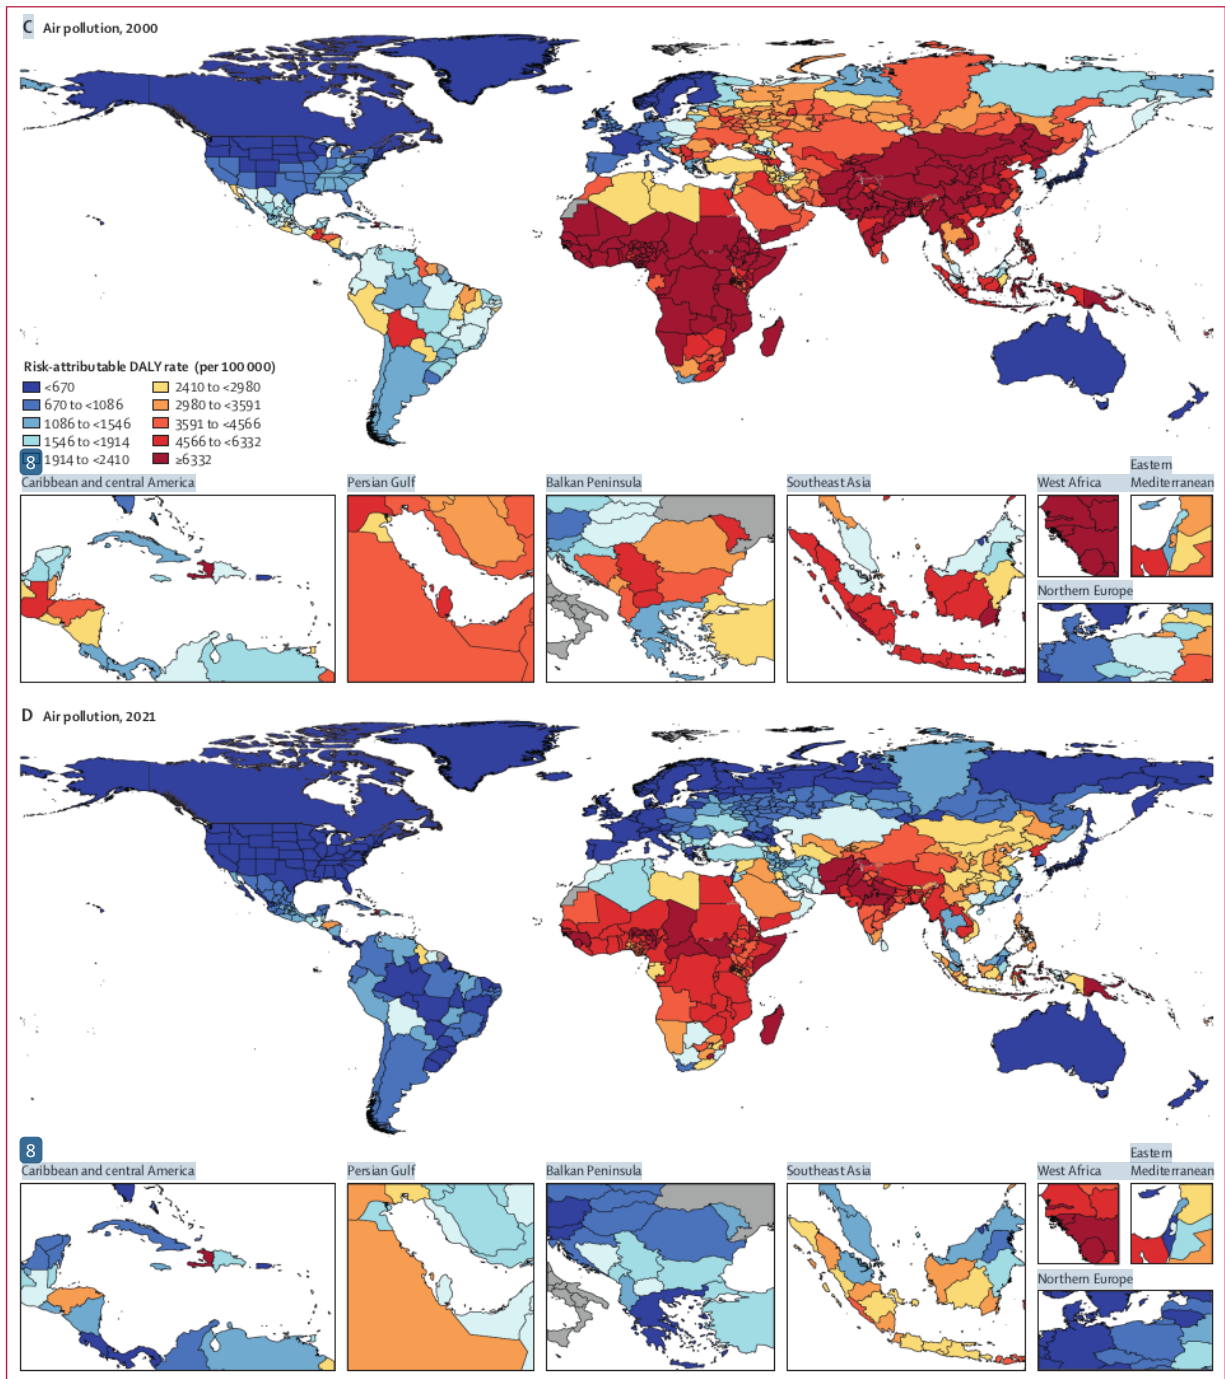 C Air pollution, 2000
Risk-attributable DALY rate (per 100 000)
<670
670 to <1086
1086 to <1546
1546 to <1914
1914 to <2410
2410 to <2980
2980 to <3591
3591 to <4566
4566 to <6332
≥6332
8
Caribbean and central America
Persian Gulf
Balkan Peninsula
Southeast Asia
West Africa
Eastern
Mediterranean
Northern Europe
D Air pollution, 2021
8
Caribbean and central America
Persian Gulf
Balkan Peninsula
Southeast Asia
West Africa
Eastern
Mediterranean
Northern Europe